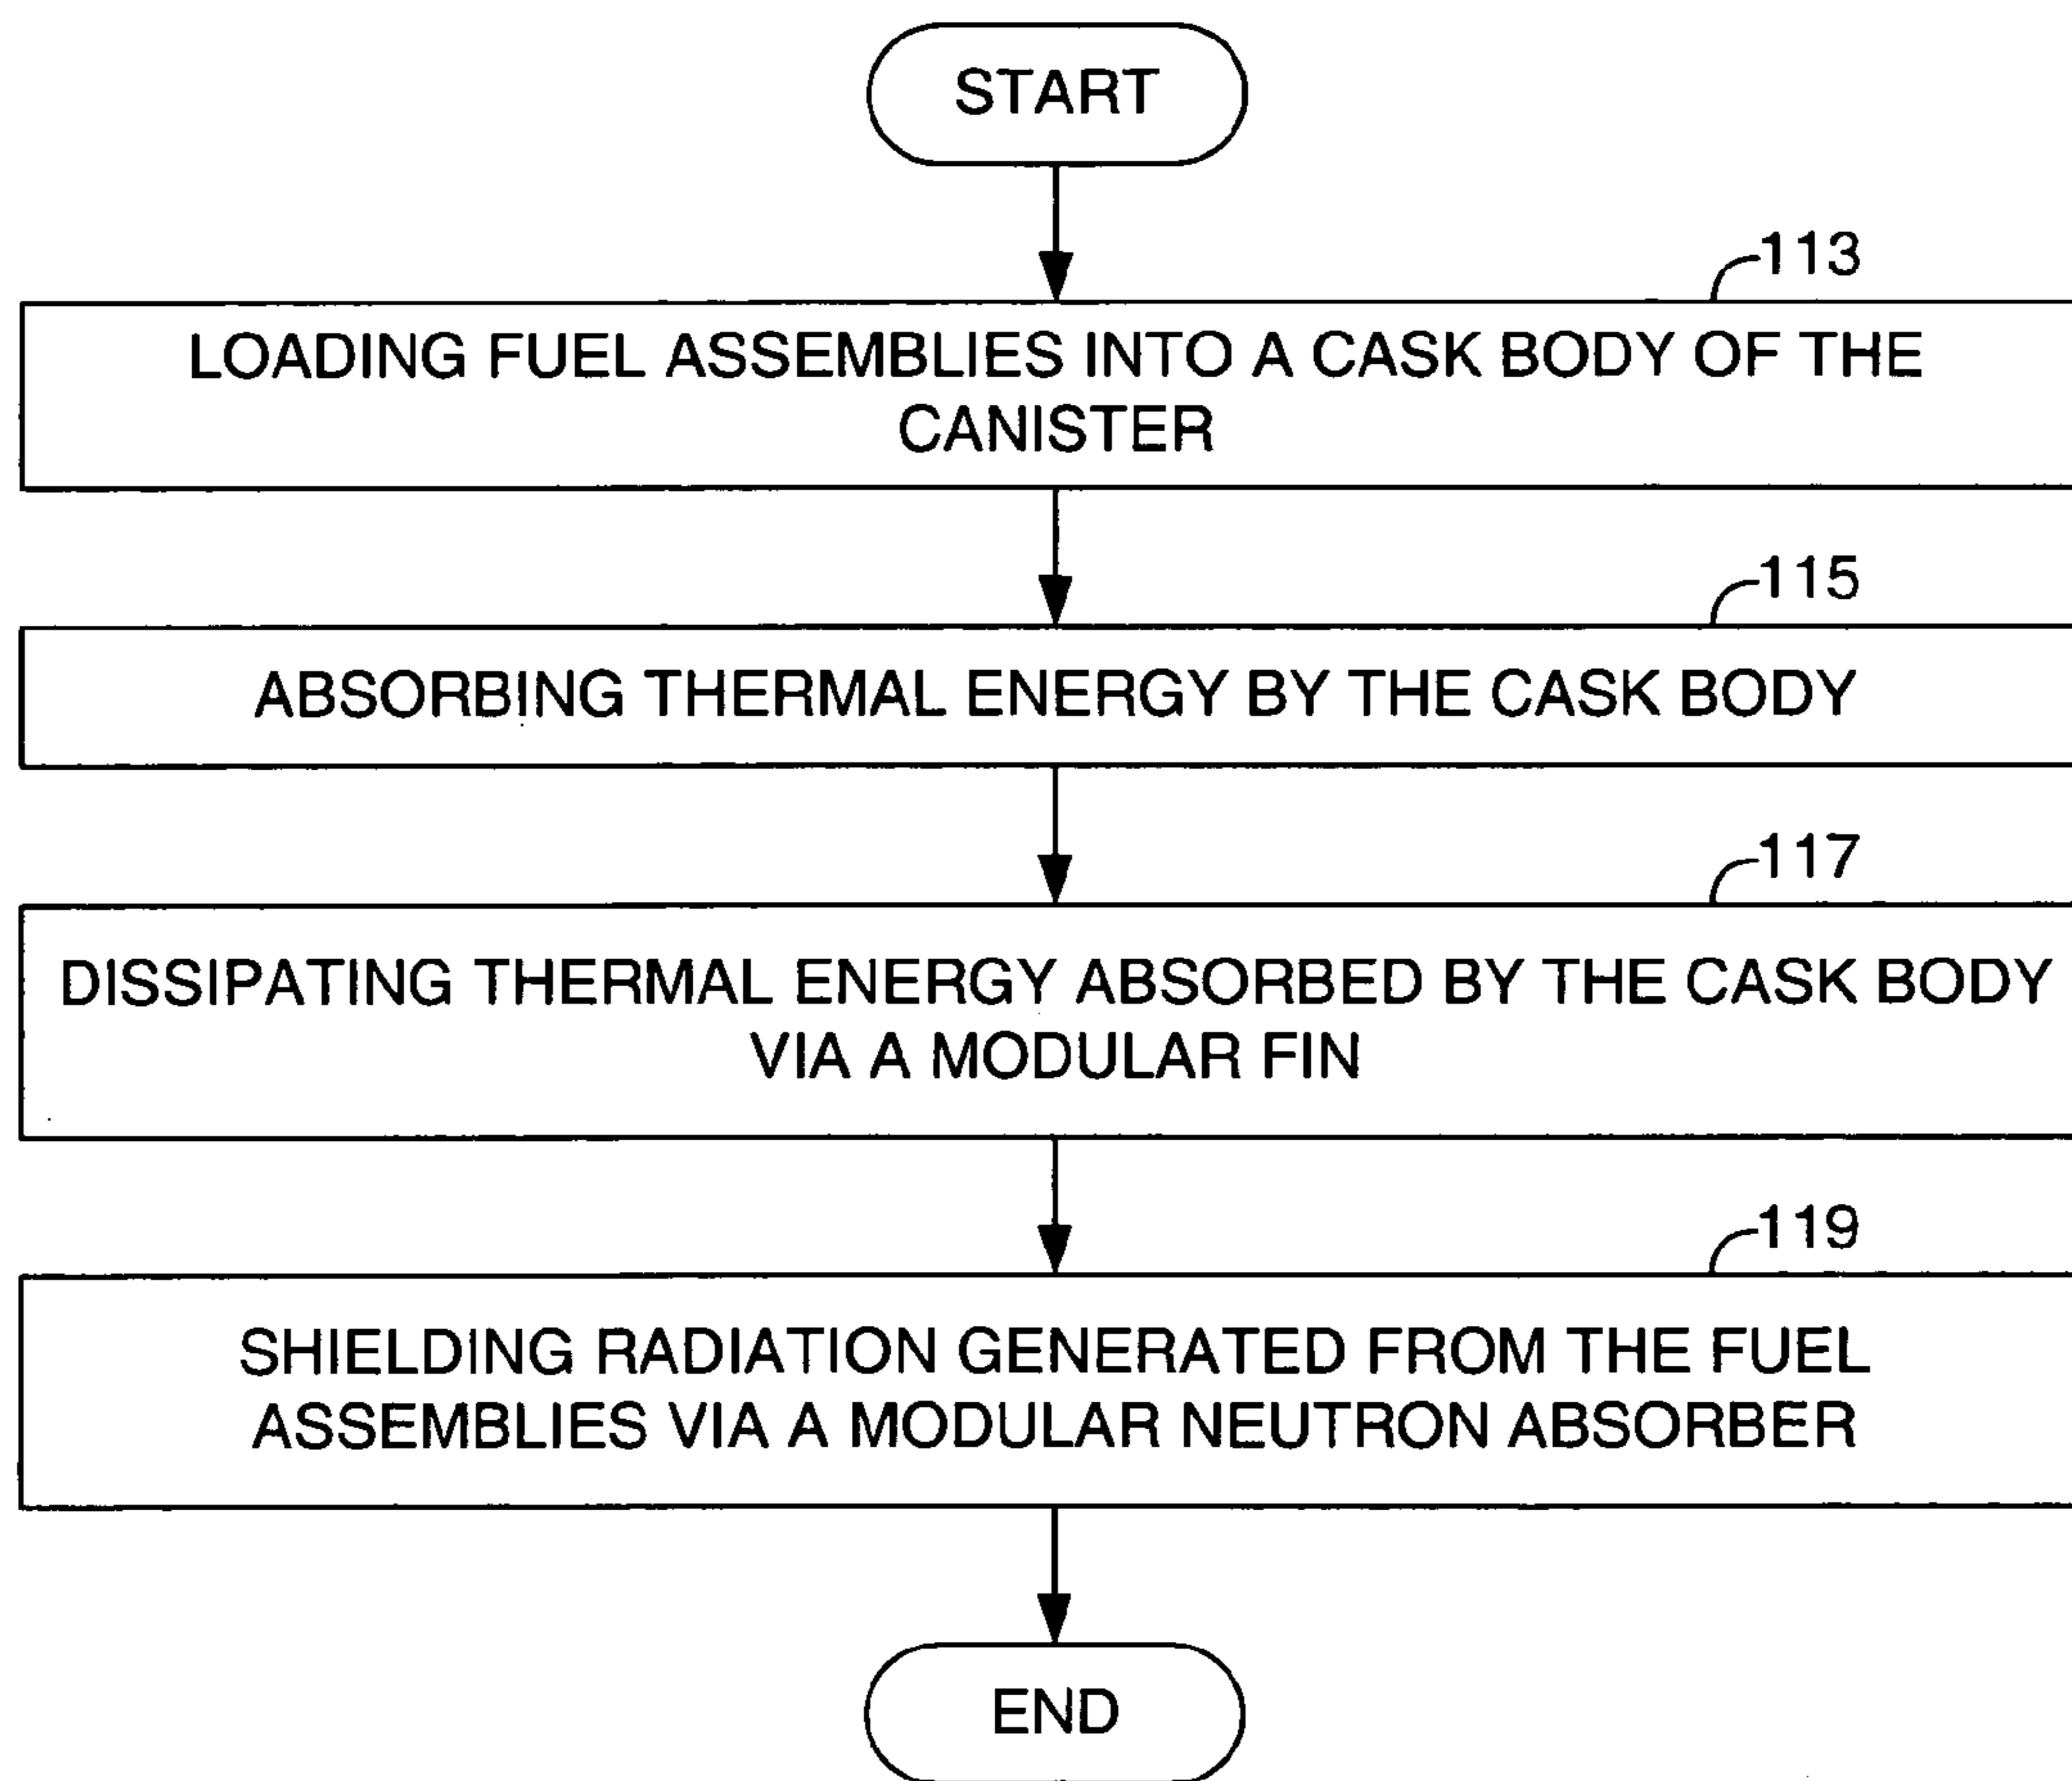 START
113
LOADING FUEL ASSEMBLIES INTO A CASK BODY OF THE
CANISTER
115
ABSORBING THERMAL ENERGY BY THE CASK BODY
117
DISSIPATING THERMAL ENERGY ABSORBED BY THE CASK BODY
VIA A MODULAR FIN
119
SHIELDING RADIATION GENERATED FROM THE FUEL
ASSEMBLIES VIA A MODULAR NEUTRON ABSORBER
END